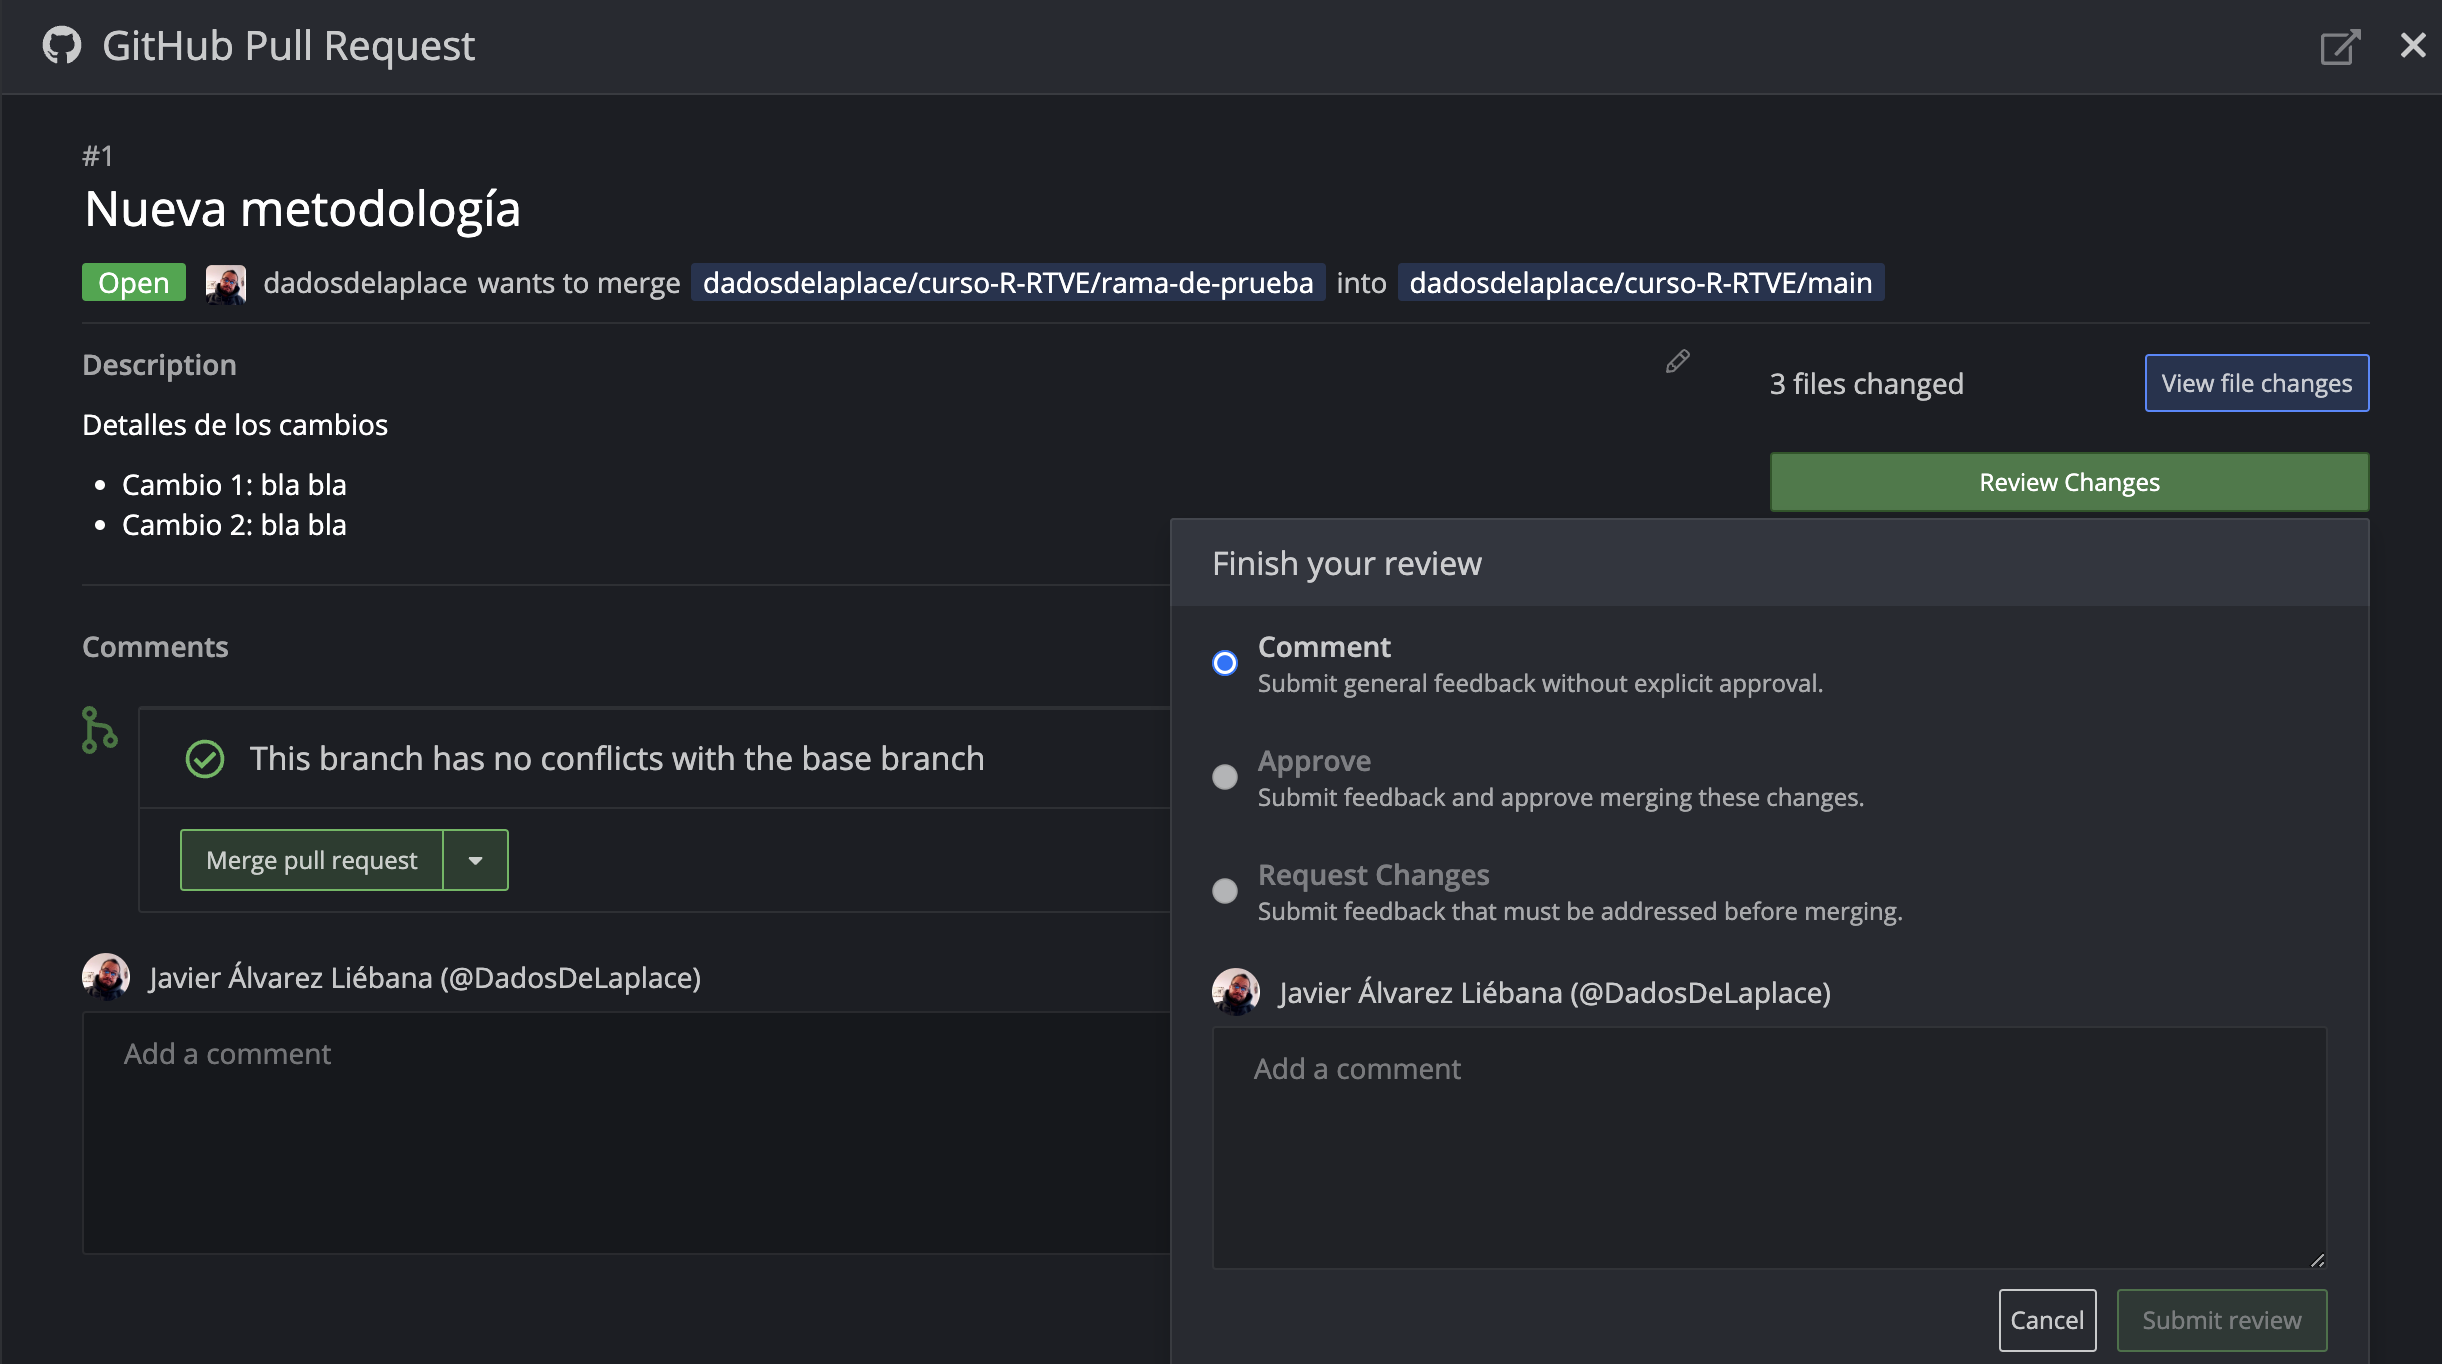 GitHub Pull Request
#1
Nueva metodología
Open dadosdelaplace wants to merge dadosdelaplace/curso-R-RTVE/rama-de-prueba into dadosdelaplace/curso-R-RTVE/main
Description
Detalles de los cambios
• Cambio 1: bla bla
• Cambio 2: bla bla
3 files changed
View file changes
Review Changes
Comments
This branch has no conflicts with the base branch
Merge pull request
Javier Álvarez Liébana (@DadosDeLaplace)
Add a comment
Finish your review
Comment
Submit general feedback without explicit approval.
Approve
Submit feedback and approve merging these changes.
Request Changes
Submit feedback that must be addressed before merging.
Javier Álvarez Liébana (@DadosDeLaplace)
Add a comment
Cancel
Submit review